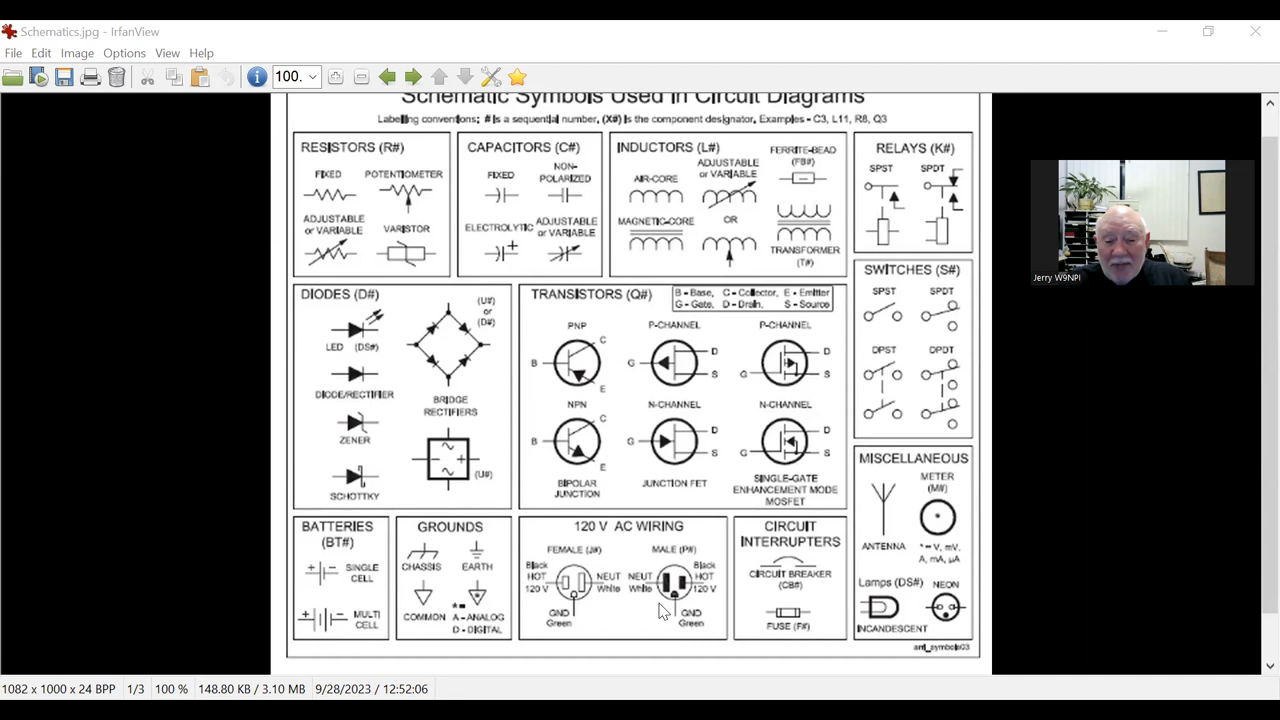 Schematics.jpg - IrfanView
File Edit Image Options View Help
100.
Schematic Symbols Used in Circuit Diagrams
Labelling conventions; # is a sequential number, (X#) is the component designator, Examples - C3, L11, R8, Q3
RESISTORS (R#)
FIXED
POTENTIOMETER
ADJUSTABLE
or VARIABLE
VARISTOR
CAPACITORS (C#)
FIXED
NON-
POLARIZED
ELECTROLYTIC
ADJUSTABLE
or VARIABLE
+
INDUCTORS (L#)
AIR-CORE
ADJUSTABLE
or VARIABLE
FERRITE-BEAD
(FB#)
MAGNETIC-CORE
OR
TRANSFORMER
(T#)
RELAYS (K#)
SPST
SPDT
DIODES (D#)
LED (DS#)
DIODE/RECTIFIER
ZENER
SCHOTTKY
(U#)
or
(D#)
BRIDGE
RECTIFIERS
+
(U#)
TRANSISTORS (Q#)
B - Base, C - Collector, E - Emitter
G - Gate, D - Drain, S - Source
PNP
P-CHANNEL
P-CHANNEL
B
C
E
G
D
S
G
D
S
NPN
N-CHANNEL
N-CHANNEL
B
C
E
G
D
S
G
D
S
BIPOLAR
JUNCTION
JUNCTION FET
SINGLE-GATE
ENHANCEMENT MODE
MOSFET
SWITCHES (S#)
SPST
SPDT
DPST
DPDT
BATTERIES
(BT#)
+
SINGLE
CELL
+
MULTI
CELL
GROUNDS
CHASSIS
EARTH
COMMON
*=
A - ANALOG
D - DIGITAL
120 V AC WIRING
FEMALE (J#)
Black
HOT
120 V
NEUT
White
GND
Green
MALE (P#)
NEUT
White
Black
HOT
120 V
GND
Green
CIRCUIT
INTERRUPTERS
CIRCUIT BREAKER
(CB#)
FUSE (F#)
MISCELLANEOUS
ANTENNA
METER
(M#)
* = V, mV,
A, mA, µA
Lamps (DS#)
NEON
INCANDESCENT
arrl_symbols03
Jerry W9NPI
1082 x 1000 x 24 BPP 1/3 100 % 148.80 KB / 3.10 MB 9/28/2023 / 12:52:06